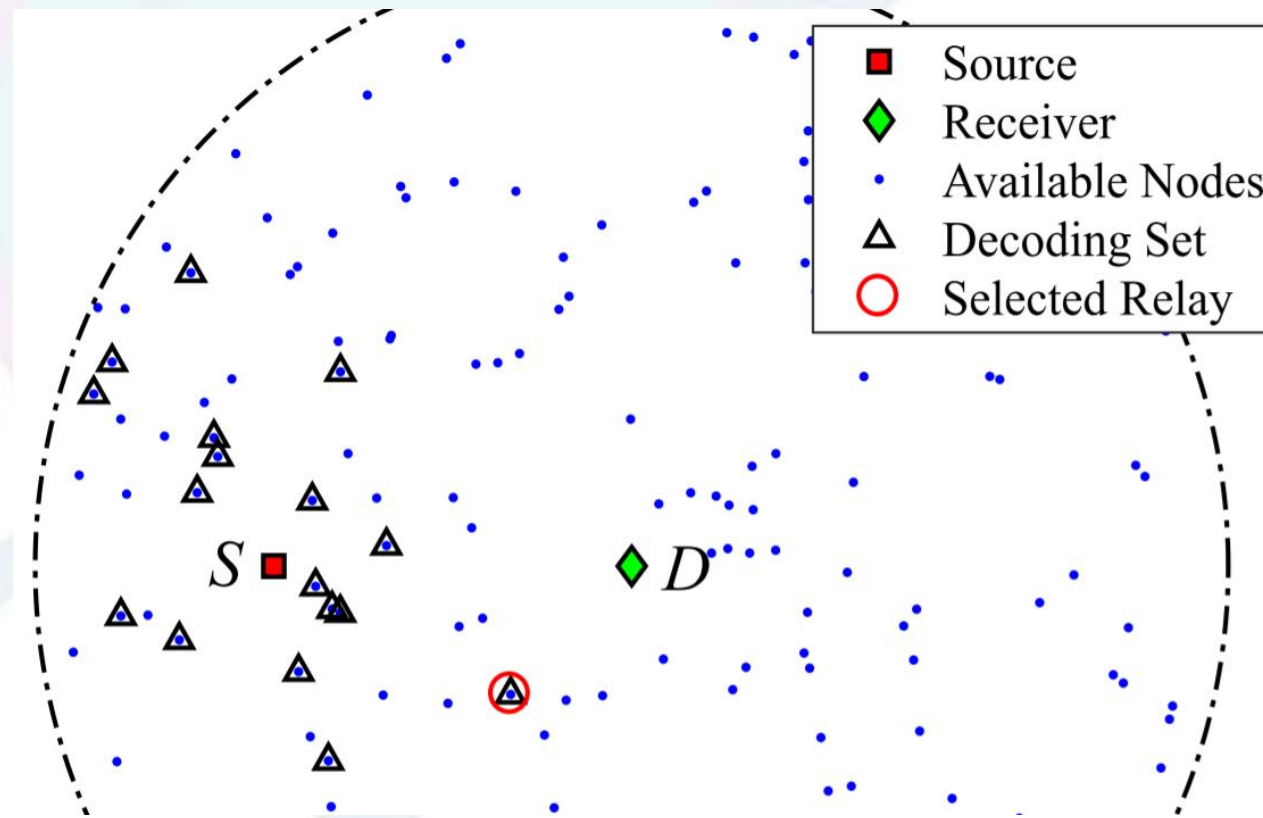 Source
Receiver
Available Nodes
Decoding Set
Selected Relay
S
D